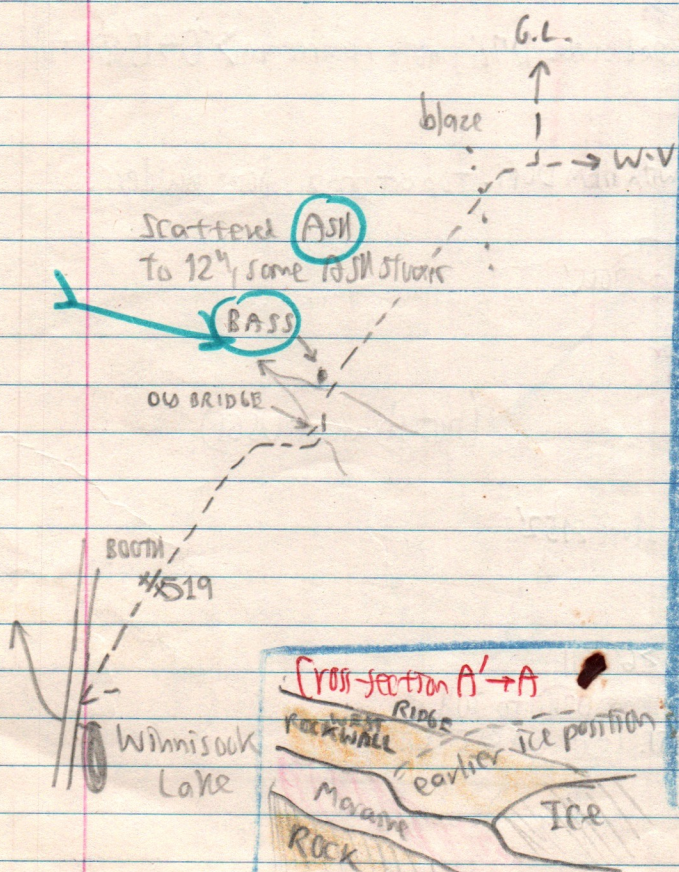 G.L.
blaze
W.V
Scattered ASH
to 12", some ASH
BASS
OLD BRIDGE
BOOTH
519
Winnisook
Lake
Cross-section A'→A
RIDGE
WEST
ROCKWALL
earlier ice position
Moraine
Ice
ROCK